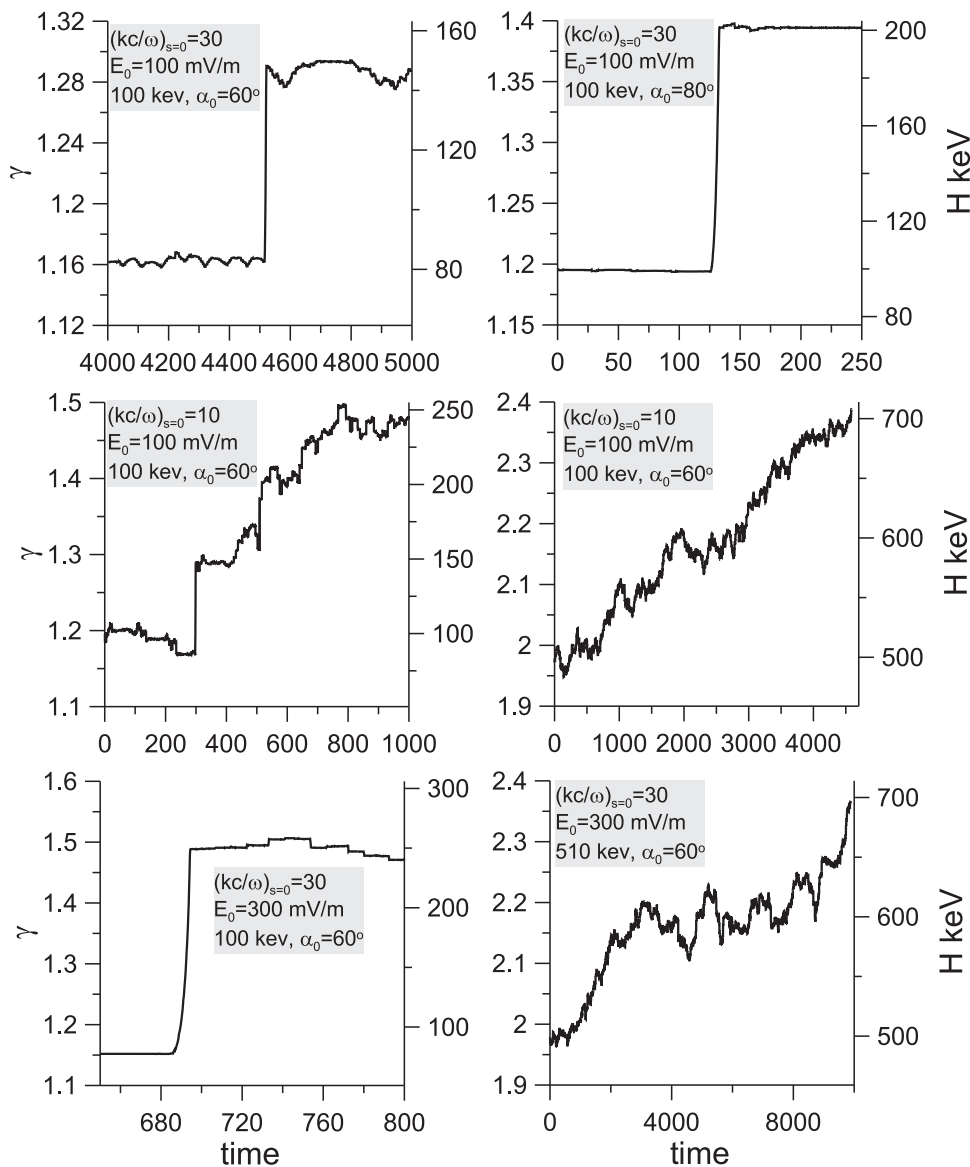 1.32
1.28
1.24
1.2
1.16
1.12
γ
(kc/ω)s=0=30
E0=100 mV/m
100 kev, α0=60o
160
120
80
4000 4200 4400 4600 4800 5000
1.4
1.35
1.3
1.25
1.2
1.15
(kc/ω)s=0=30
E0=100 mV/m
100 kev, α0=80o
200
160
120
80
H keV
0 50 100 150 200 250
1.5
1.4
1.3
1.2
1.1
γ
(kc/ω)s=0=10
E0=100 mV/m
100 kev, α0=60o
250
200
150
100
0 200 400 600 800 1000
2.4
2.3
2.2
2.1
2
1.9
(kc/ω)s=0=10
E0=100 mV/m
100 kev, α0=60o
700
600
500
H keV
0 1000 2000 3000 4000
1.6
1.5
1.4
1.3
1.2
1.1
γ
(kc/ω)s=0=30
E0=300 mV/m
100 kev, α0=60o
300
200
100
680 720 760 800
time
2.4
2.3
2.2
2.1
2
1.9
(kc/ω)s=0=30
E0=300 mV/m
510 kev, α0=60o
700
600
500
H keV
0 4000 8000
time